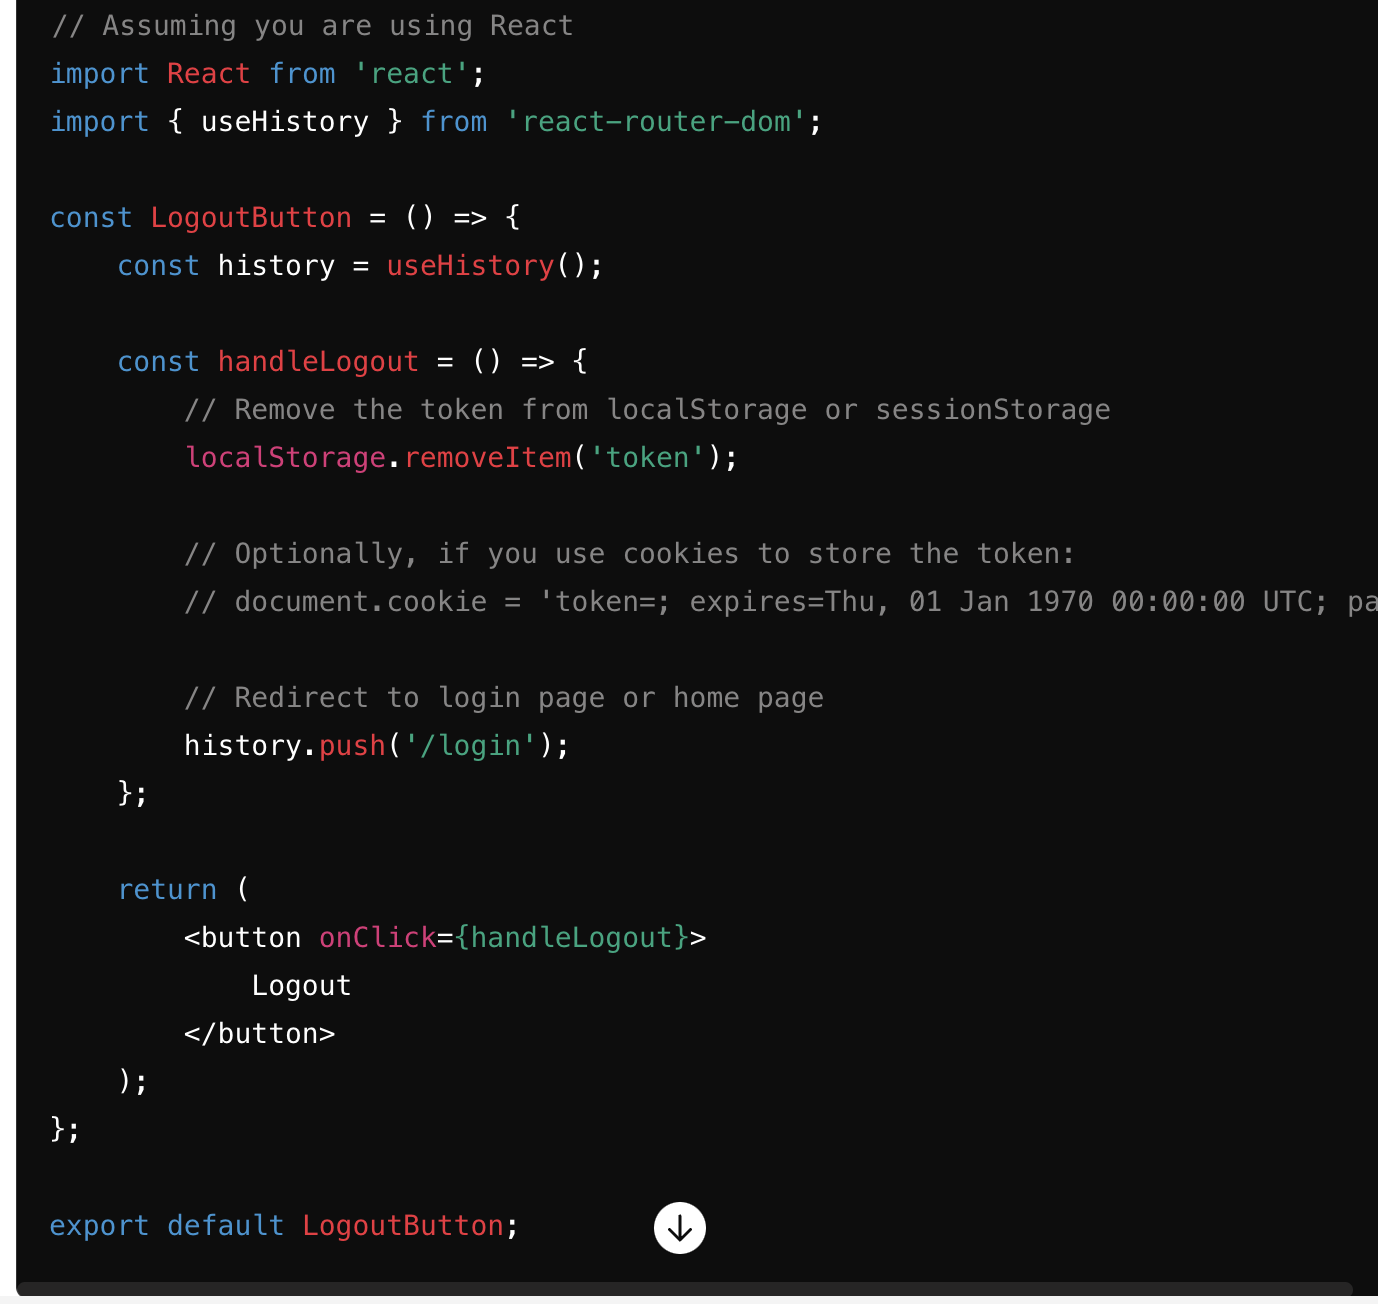 // Assuming you are using React
import React from 'react';
import { useHistory } from 'react-router-dom';
const LogoutButton = () => {
    const history = useHistory();
    const handleLogout = () => {
        // Remove the token from localStorage or sessionStorage
        localStorage.removeItem('token');
        // Optionally, if you use cookies to store the token:
        // document.cookie = 'token=; expires=Thu, 01 Jan 1970 00:00:00 UTC; pa
        // Redirect to login page or home page
        history.push('/login');
    };
    return (
        <button onClick={handleLogout}>
            Logout
        </button>
    );
};
export default LogoutButton;